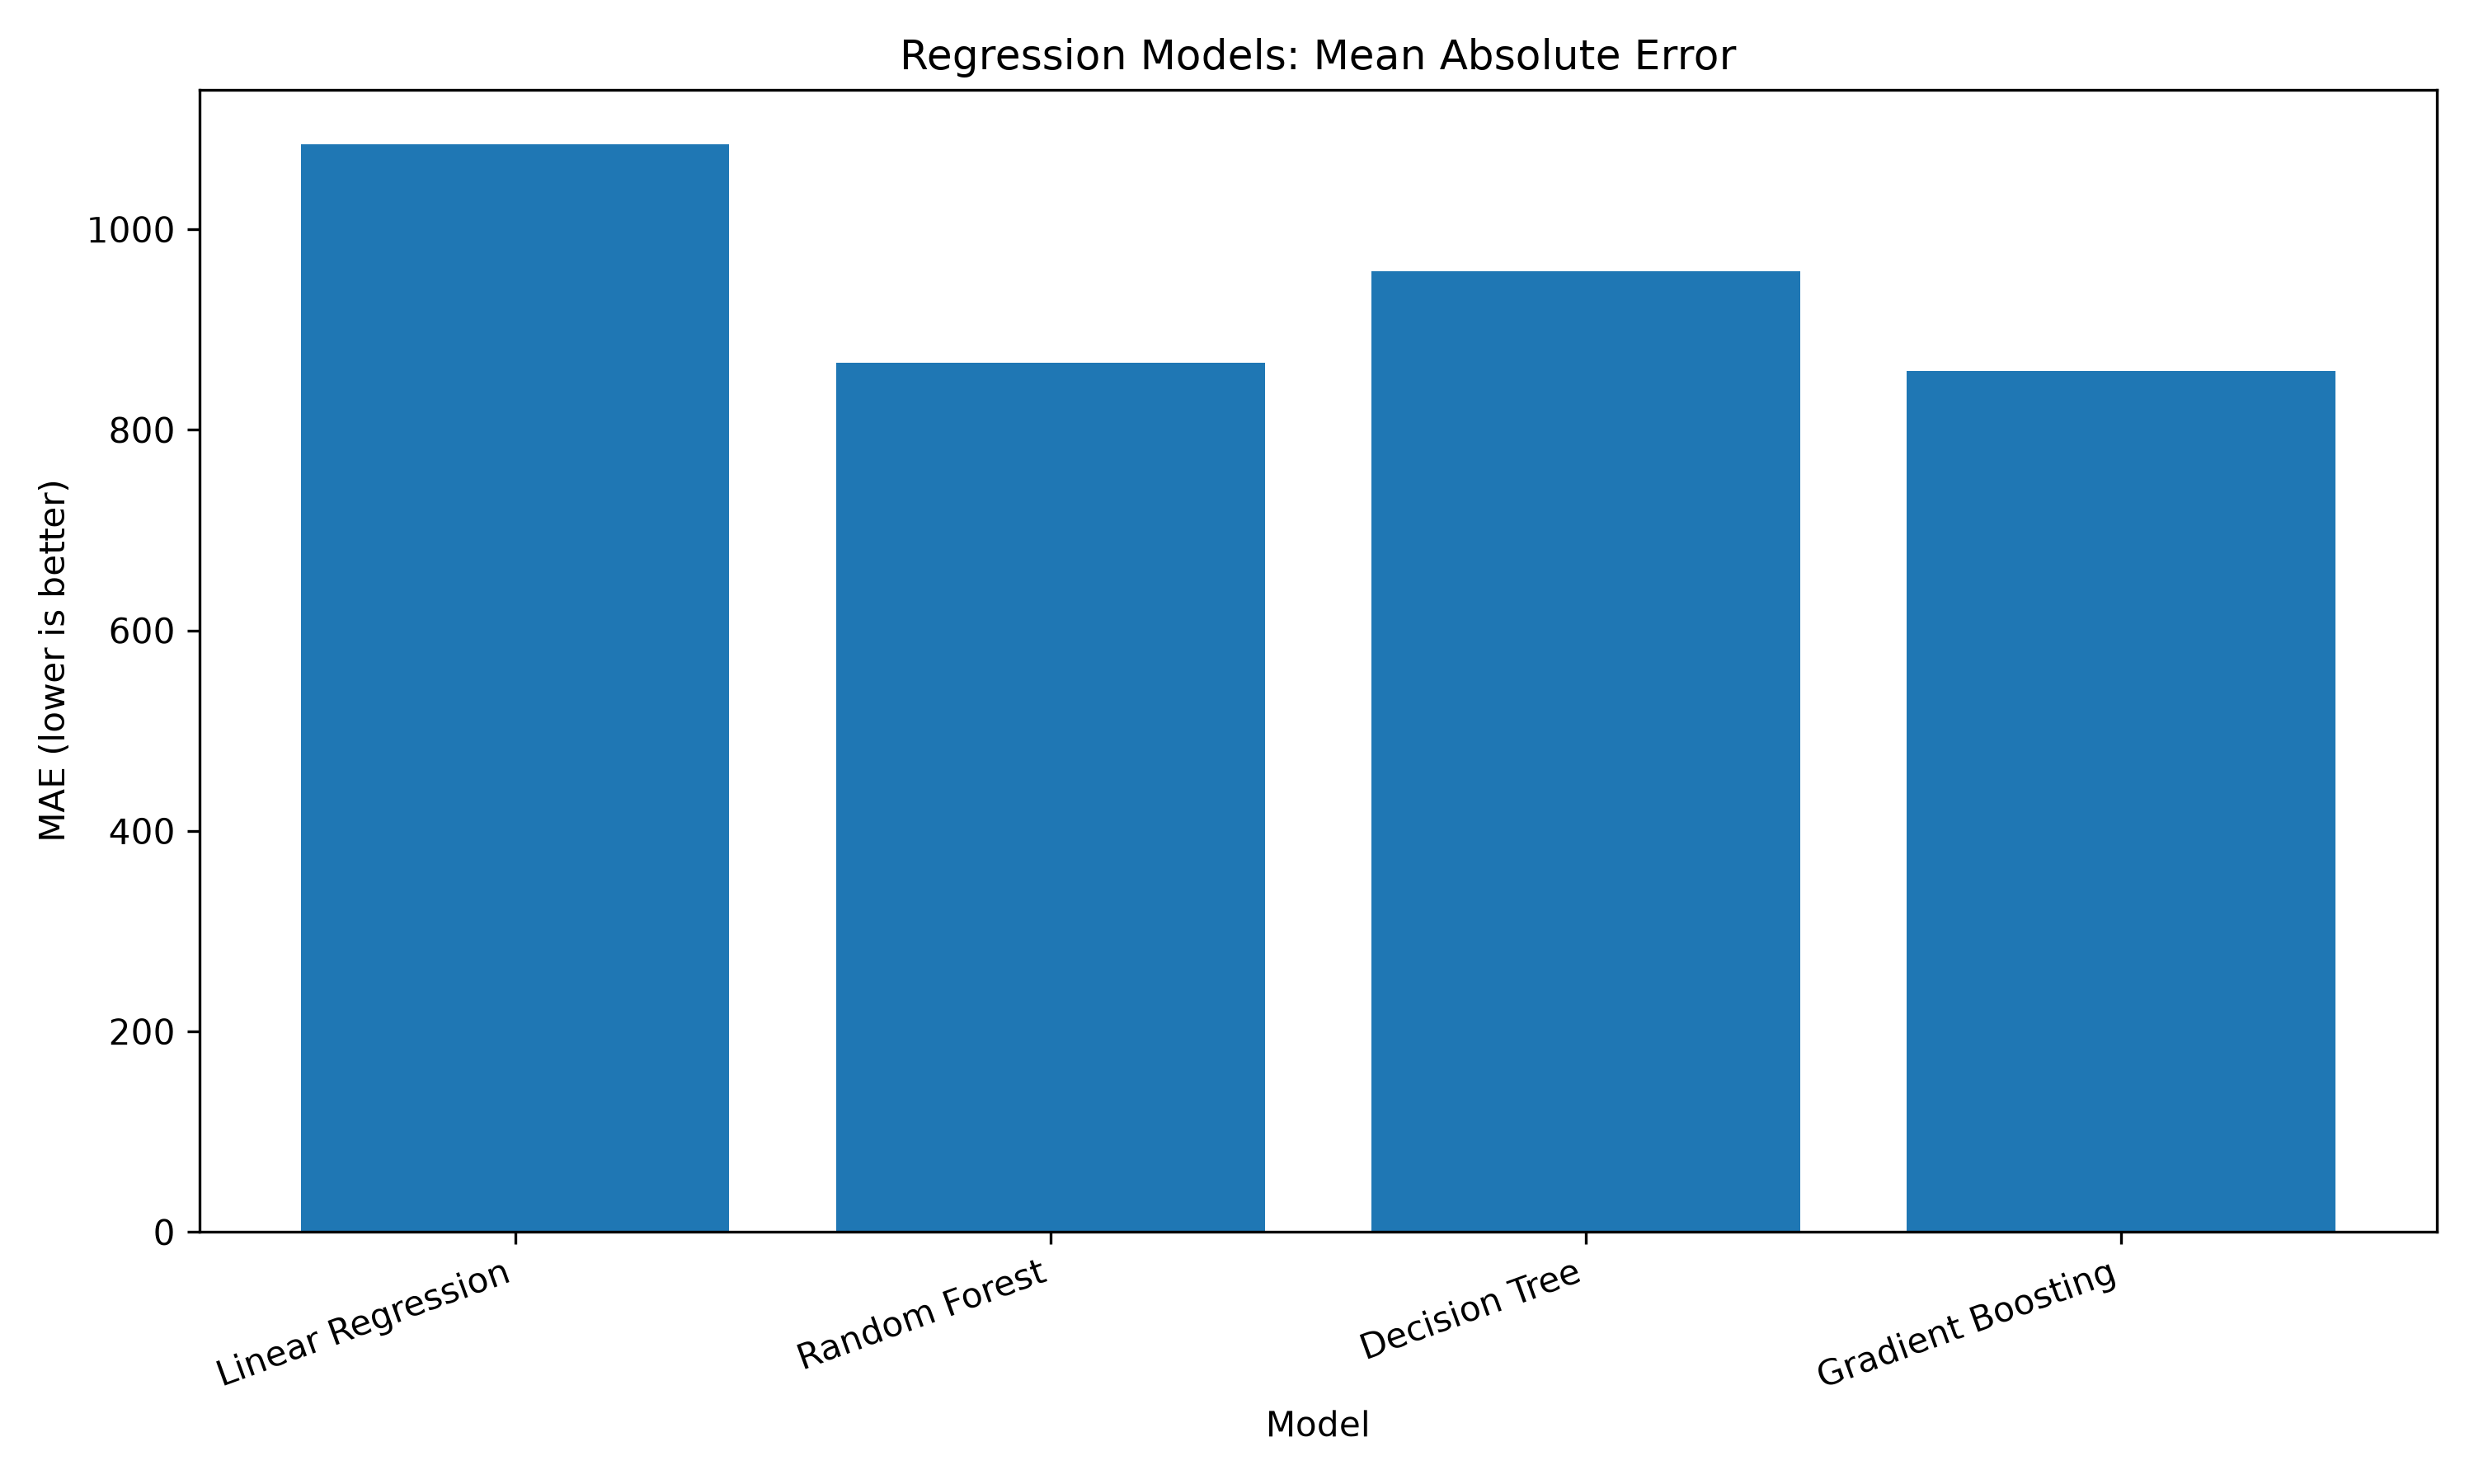 Regression Models: Mean Absolute Error
MAE (lower is better)
1000
800
600
400
200
0
Linear Regression
Random Forest
Decision Tree
Gradient Boosting
Model